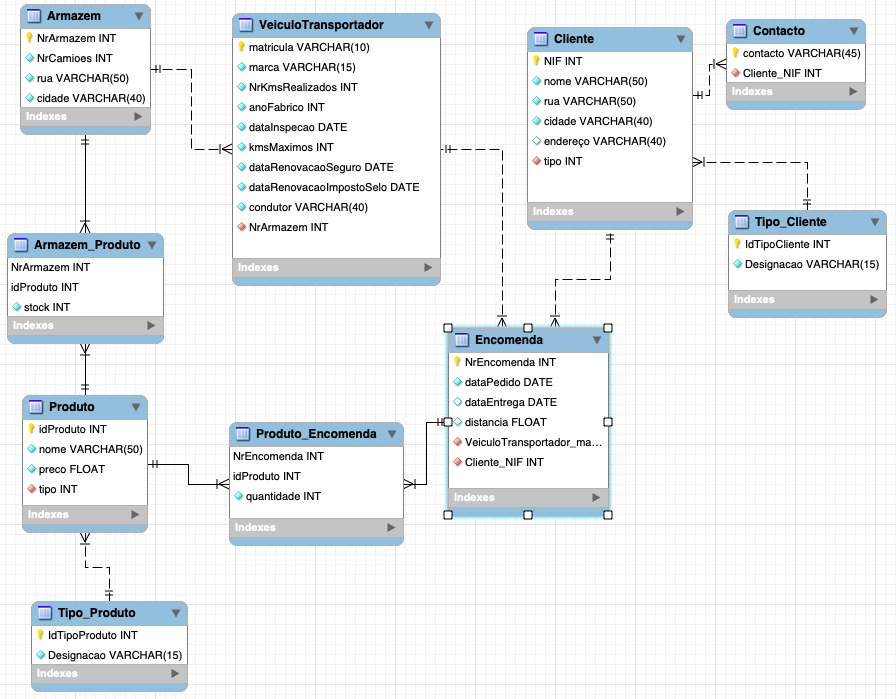 Armazem
NrArmazem INT
NrCamioes INT
rua VARCHAR(50)
cidade VARCHAR(40)
Indexes
VeiculoTransportador
matricula VARCHAR(10)
marca VARCHAR(15)
NrKmsRealizados INT
anoFabrico INT
dataInspecao DATE
kmsMaximos INT
dataRenovacaoSeguro DATE
dataRenovacaoImpostoSelo DATE
condutor VARCHAR(40)
NrArmazem INT
Indexes
Cliente
NIF INT
nome VARCHAR(50)
rua VARCHAR(50)
cidade VARCHAR(40)
endereço VARCHAR(40)
tipo INT
Indexes
Contacto
contacto VARCHAR(45)
Cliente_NIF INT
Indexes
Tipo_Cliente
IdTipoCliente INT
Designacao VARCHAR(15)
Indexes
Armazem_Produto
NrArmazem INT
idProduto INT
stock INT
Indexes
Encomenda
NrEncomenda INT
dataPedido DATE
dataEntrega DATE
distancia FLOAT
VeiculoTransportador_ma...
Cliente_NIF INT
Indexes
Produto
idProduto INT
nome VARCHAR(50)
preco FLOAT
tipo INT
Indexes
Produto_Encomenda
NrEncomenda INT
idProduto INT
quantidade INT
Indexes
Tipo_Produto
IdTipoProduto INT
Designacao VARCHAR(15)
Indexes